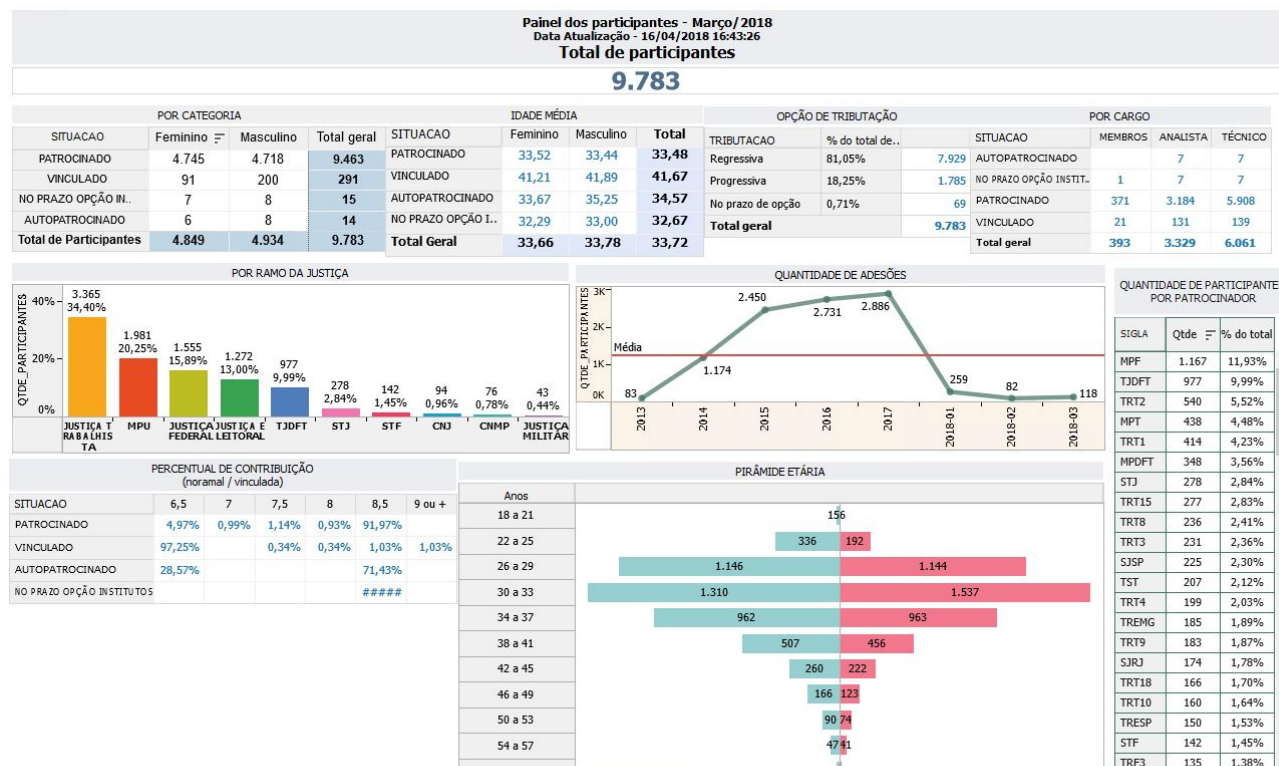 Painel dos participantes - Março/2018
Data Atualização - 16/04/2018 16:43:26
Total de participantes
9.783
POR CATEGORIA
SITUACAO Feminino Masculino Total geral
PATROCINADO 4.745 4.718 9.463
VINCULADO 91 200 291
NO PRAZO OPÇÃO IN.. 7 8 15
AUTOPATROCINADO 6 8 14
Total de Participantes 4.849 4.934 9.783
IDADE MÉDIA
SITUACAO Feminino Masculino Total
PATROCINADO 33,52 33,44 33,48
VINCULADO 41,21 41,89 41,67
AUTOPATROCINADO 33,67 35,25 34,57
NO PRAZO OPÇÃO I.. 32,29 33,00 32,67
Total Geral 33,66 33,78 33,72
OPÇÃO DE TRIBUTAÇÃO
TRIBUTACAO % do total de..
Regressiva 81,05% 7.929
Progressiva 18,25% 1.785
No prazo de opção 0,71% 69
Total geral 9.783
POR CARGO
SITUACAO MEMBROS ANALISTA TÉCNICO
AUTOPATROCINADO 7 7
NO PRAZO OPÇÃO INSTIT.. 1 7 7
PATROCINADO 371 3.184 5.908
VINCULADO 21 131 139
Total geral 393 3.329 6.061
POR RAMO DA JUSTIÇA
QTDE_PARTICIPANTES
40%
20%
0%
3.365
34,40%
1.981
20,25%
1.555
15,89%
1.272
13,00%
977
9,99%
278
2,84%
142
1,45%
94
0,96%
76
0,78%
43
0,44%
JUSTIÇA T
RABALHIS
TA
MPU
JUSTIÇA
FEDERAL
JUSTIÇA E
LEITORAL
TJDFT
STJ
STF
CNJ
CNMP
JUSTIÇA
MILITAR
QUANTIDADE DE ADESÕES
QTDE_PARTICIPANTES
3K
2K
1K
0K
Média
83
1.174
2.450
2.731
2.886
259
82
118
2013
2014
2015
2016
2017
2018-01
2018-02
2018-03
QUANTIDADE DE PARTICIPANTE
POR PATROCINADOR
SIGLA Qtde % do total
MPF 1.167 11,93%
TJDFT 977 9,99%
TRT2 540 5,52%
MPT 438 4,48%
TRT1 414 4,23%
MPDFT 348 3,56%
STJ 278 2,84%
TRT15 277 2,83%
TRT8 236 2,41%
TRT3 231 2,36%
SJSP 225 2,30%
TST 207 2,12%
TRT4 199 2,03%
TREMG 185 1,89%
TRT9 183 1,87%
SJRJ 174 1,78%
TRT18 166 1,70%
TRT10 160 1,64%
TRESP 150 1,53%
STF 142 1,45%
TRF3 135 1,38%
PERCENTUAL DE CONTRIBUIÇÃO
(noramal / vinculada)
SITUACAO 6,5 7 7,5 8 8,5 9 ou +
PATROCINADO 4,97% 0,99% 1,14% 0,93% 91,97%
VINCULADO 97,25% 0,34% 0,34% 1,03% 1,03%
AUTOPATROCINADO 28,57% 71,43%
NO PRAZO OPÇÃO INSTITUTOS #####
PIRÂMIDE ETÁRIA
Anos
18 a 21 15 6
22 a 25 336 192
26 a 29 1.146 1.144
30 a 33 1.310 1.537
34 a 37 962 963
38 a 41 507 456
42 a 45 260 222
46 a 49 166 123
50 a 53 90 74
54 a 57 47 41